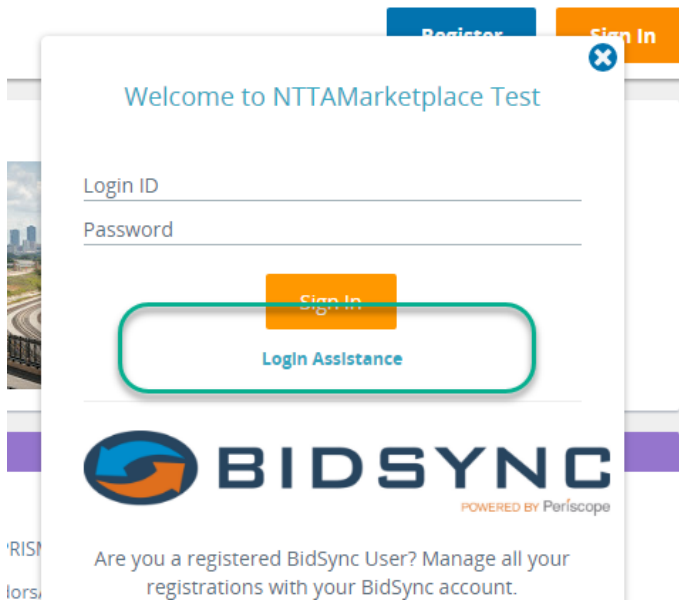 Register
Sign In
Welcome to NTTAMarketplace Test
Login ID
Password
Sign In
Login Assistance
BIDSYNC
POWERED BY Periscope
Are you a registered BidSync User? Manage all your
registrations with your BidSync account.